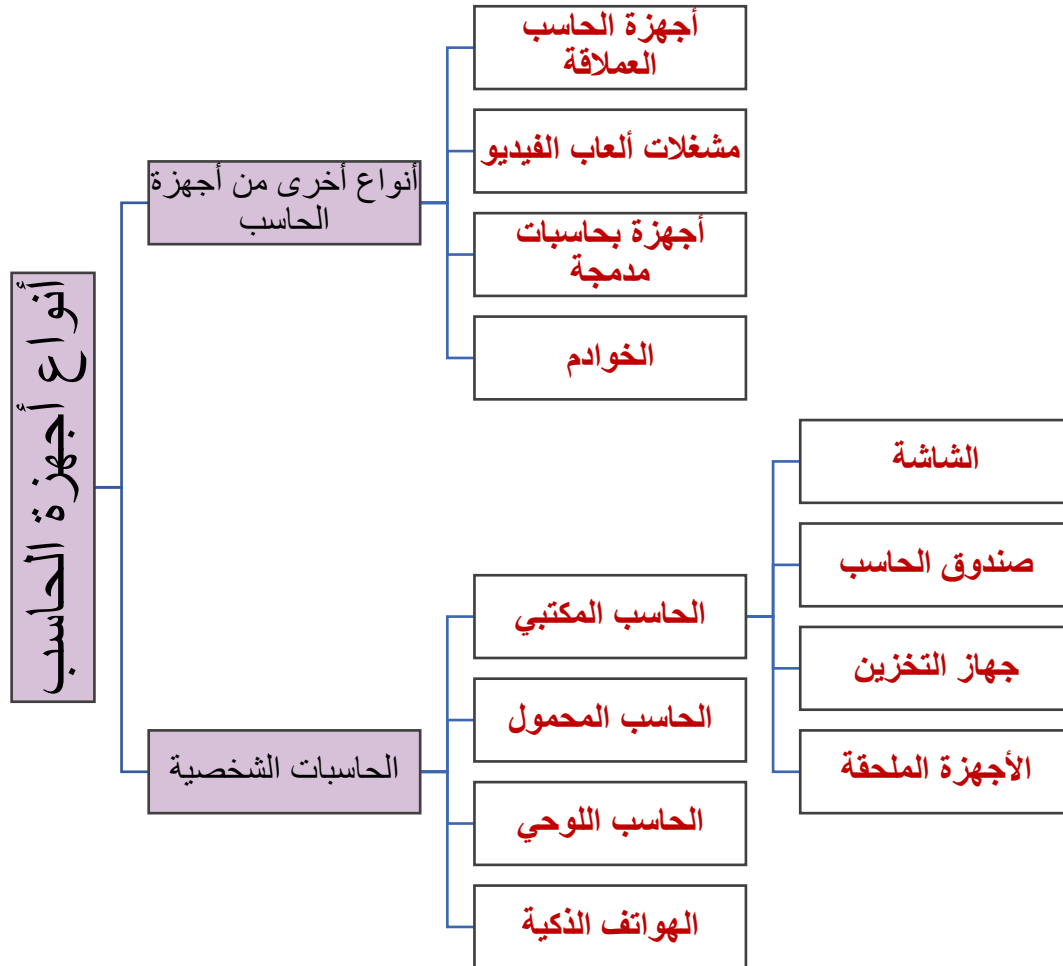 أنواع أجهزة الحاسب
أنواع أخرى من أجهزة
الحاسب
أجهزة الحاسب
العملاقة
مشغلات ألعاب الفيديو
أجهزة بحاسبات
مدمجة
الخوادم
الحاسبات الشخصية
الحاسب المكتبي
الشاشة
صندوق الحاسب
جهاز التخزين
الأجهزة الملحقة
الحاسب المحمول
الحاسب اللوحي
الهواتف الذكية